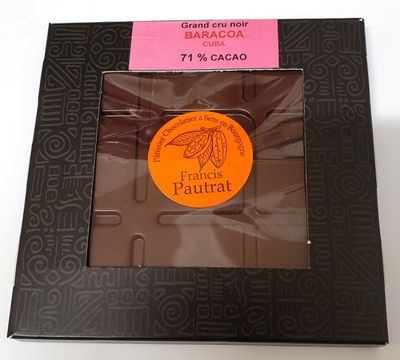 Grand cru noir
BARACOA
CUBA
71 % CACAO
Pâtissier Chocolatier à Sens en Bourgogne
Francis
Pautrat